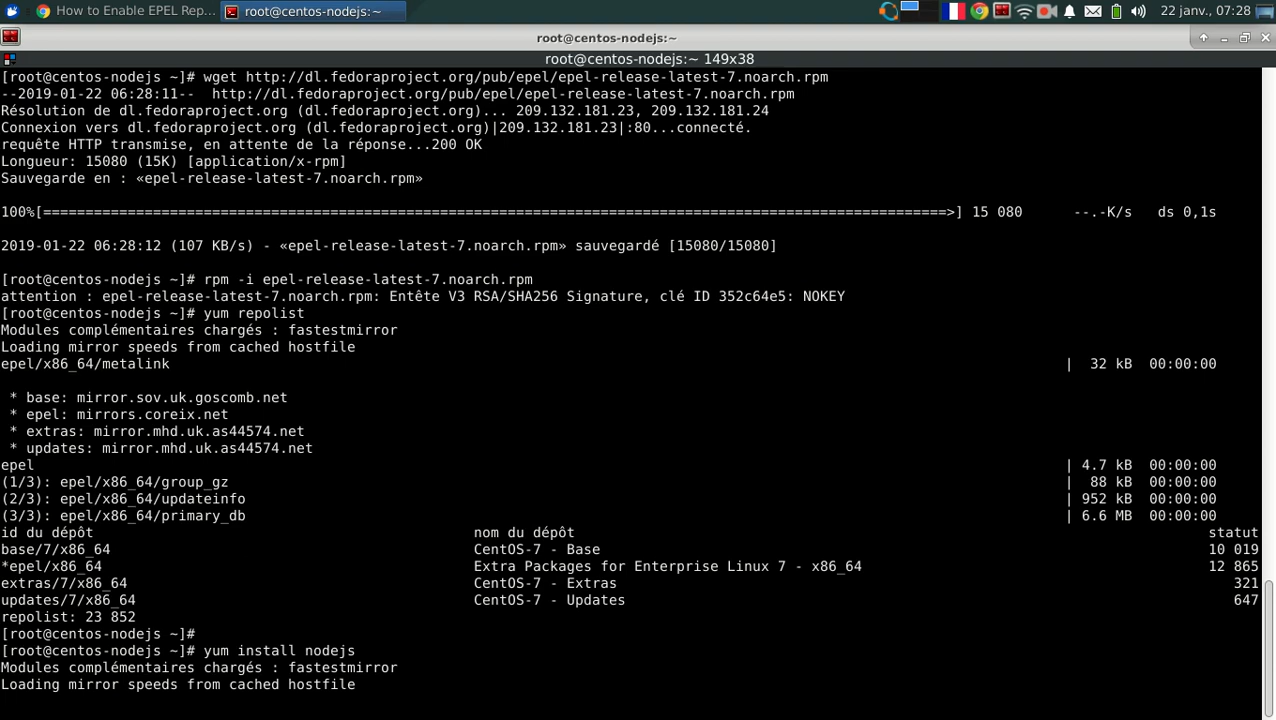 How to Enable EPEL Rep...
root@centos-nodejs:~
22 janv., 07:28
root@centos-nodejs:~
root@centos-nodejs:~ 149x38
[root@centos-nodejs ~]# wget http://dl.fedoraproject.org/pub/epel/epel-release-latest-7.noarch.rpm
--2019-01-22 06:28:11--  http://dl.fedoraproject.org/pub/epel/epel-release-latest-7.noarch.rpm
Résolution de dl.fedoraproject.org (dl.fedoraproject.org)... 209.132.181.23, 209.132.181.24
Connexion vers dl.fedoraproject.org (dl.fedoraproject.org)|209.132.181.23|:80...connecté.
requête HTTP transmise, en attente de la réponse...200 OK
Longueur: 15080 (15K) [application/x-rpm]
Sauvegarde en : «epel-release-latest-7.noarch.rpm»
100%[============================================================================================================>] 15 080      --.-K/s   ds 0,1s
2019-01-22 06:28:12 (107 KB/s) - «epel-release-latest-7.noarch.rpm» sauvegardé [15080/15080]
[root@centos-nodejs ~]# rpm -i epel-release-latest-7.noarch.rpm
attention : epel-release-latest-7.noarch.rpm: Entête V3 RSA/SHA256 Signature, clé ID 352c64e5: NOKEY
[root@centos-nodejs ~]# yum repolist
Modules complémentaires chargés : fastestmirror
Loading mirror speeds from cached hostfile
epel/x86_64/metalink | 32 kB 00:00:00
* base: mirror.sov.uk.goscomb.net
* epel: mirrors.coreix.net
* extras: mirror.mhd.uk.as44574.net
* updates: mirror.mhd.uk.as44574.net
epel | 4.7 kB 00:00:00
(1/3): epel/x86_64/group_gz | 88 kB 00:00:00
(2/3): epel/x86_64/updateinfo | 952 kB 00:00:00
(3/3): epel/x86_64/primary_db | 6.6 MB 00:00:00
id du dépôt nom du dépôt statut
base/7/x86_64 CentOS-7 - Base 10 019
*epel/x86_64 Extra Packages for Enterprise Linux 7 - x86_64 12 865
extras/7/x86_64 CentOS-7 - Extras 321
updates/7/x86_64 CentOS-7 - Updates 647
repolist: 23 852
[root@centos-nodejs ~]#
[root@centos-nodejs ~]# yum install nodejs
Modules complémentaires chargés : fastestmirror
Loading mirror speeds from cached hostfile